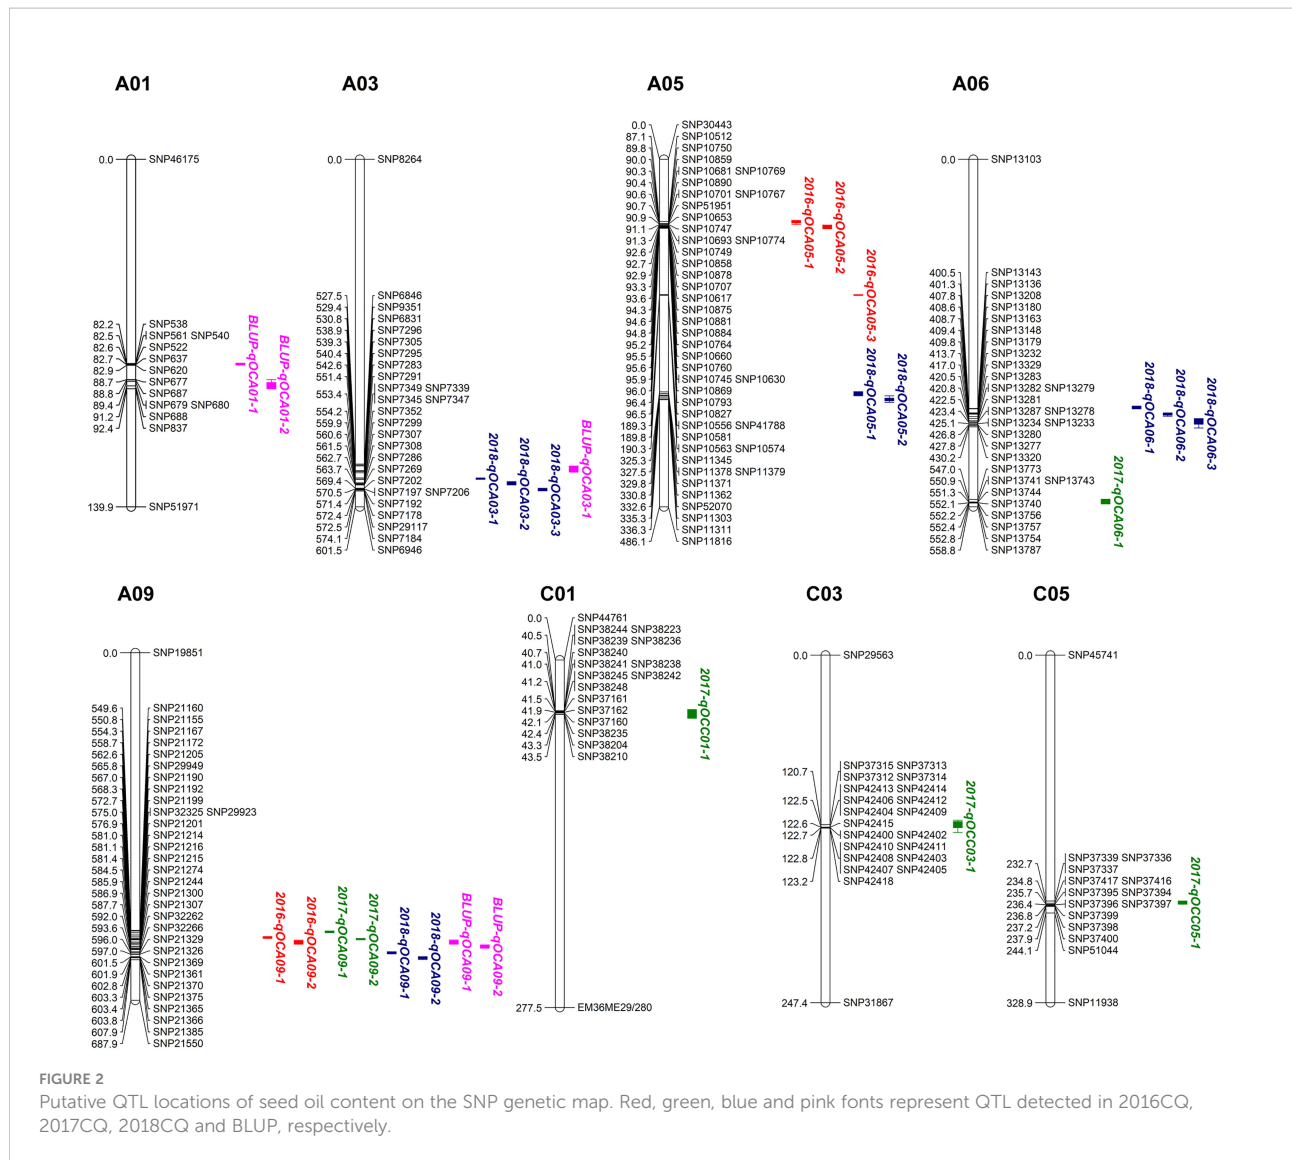 A01
0.0 SNP46175
82.2 SNP538
82.5 SNP561 SNP540
82.6 SNP522
82.7 SNP637
82.9 SNP620
88.7 SNP677
88.8 SNP687
89.4 SNP679 SNP680
91.2 SNP688
92.4 SNP837
139.9 SNP51971
BLUP-qOCA01-1
BLUP-qOCA01-2
A03
0.0 SNP8264
527.5 SNP6846
529.4 SNP9351
530.8 SNP6831
538.9 SNP7296
539.3 SNP7305
540.4 SNP7295
542.6 SNP7283
551.4 SNP7291
SNP7349 SNP7339
553.4 SNP7345 SNP7347
554.2 SNP7352
559.9 SNP7299
560.6 SNP7307
561.5 SNP7308
562.7 SNP7286
563.7 SNP7269
569.4 SNP7202
570.5 SNP7197 SNP7206
571.4 SNP7192
572.4 SNP7178
572.5 SNP29117
574.1 SNP7184
601.5 SNP6946
2018-qOCA03-1
2018-qOCA03-2
2018-qOCA03-3
BLUP-qOCA03-1
A05
0.0 SNP30443
87.1 SNP10512
89.8 SNP10750
90.0 SNP10859
90.3 SNP10681 SNP10769
90.4 SNP10890
90.6 SNP10701 SNP10767
90.7 SNP51951
90.9 SNP10653
91.1 SNP10747
91.3 SNP10693 SNP10774
92.6 SNP10749
92.7 SNP10858
92.9 SNP10878
93.3 SNP10707
93.6 SNP10617
94.3 SNP10875
94.6 SNP10881
94.8 SNP10884
95.2 SNP10764
95.5 SNP10660
95.6 SNP10760
95.9 SNP10745 SNP10630
96.0 SNP10869
96.4 SNP10793
96.5 SNP10827
189.3 SNP10556 SNP41788
189.8 SNP10581
190.3 SNP10563 SNP10574
325.3 SNP11345
327.5 SNP11378 SNP11379
329.8 SNP11371
330.8 SNP11362
332.6 SNP52070
335.3 SNP11303
336.3 SNP11311
486.1 SNP11816
2016-qOCA05-1
2016-qOCA05-2
2016-qOCA05-3
2018-qOCA05-1
2018-qOCA05-2
A06
0.0 SNP13103
400.5 SNP13143
401.3 SNP13136
407.8 SNP13208
408.6 SNP13180
408.7 SNP13163
409.4 SNP13148
409.8 SNP13179
413.7 SNP13232
417.0 SNP13329
420.5 SNP13283
420.8 SNP13282 SNP13279
422.5 SNP13281
423.4 SNP13287 SNP13278
425.1 SNP13234 SNP13233
426.8 SNP13280
427.8 SNP13277
430.2 SNP13320
547.0 SNP13773
550.9 SNP13741 SNP13743
551.3 SNP13744
552.1 SNP13740
552.2 SNP13756
552.4 SNP13757
552.8 SNP13754
558.8 SNP13787
2018-qOCA06-1
2018-qOCA06-2
2018-qOCA06-3
2017-qOCA06-1
A09
0.0 SNP19851
549.6 SNP21160
550.8 SNP21155
554.3 SNP21167
558.7 SNP21172
562.6 SNP21205
565.8 SNP29949
567.0 SNP21190
568.3 SNP21192
572.7 SNP21199
575.0 SNP32325 SNP29923
576.9 SNP21201
581.0 SNP21214
581.1 SNP21216
581.4 SNP21215
584.5 SNP21274
585.9 SNP21244
586.9 SNP21300
587.7 SNP21307
592.0 SNP32262
593.6 SNP32266
596.0 SNP21329
597.0 SNP21326
601.5 SNP21369
601.9 SNP21361
602.8 SNP21370
603.3 SNP21375
603.4 SNP21365
603.8 SNP21366
607.9 SNP21385
687.9 SNP21550
2016-qOCA09-1
2016-qOCA09-2
2017-qOCA09-1
2017-qOCA09-2
2018-qOCA09-1
2018-qOCA09-2
BLUP-qOCA09-1
BLUP-qOCA09-2
C01
0.0 SNP44761
SNP38244 SNP38223
40.5 SNP38239 SNP38236
40.7 SNP38240
41.0 SNP38241 SNP38238
SNP38245 SNP38242
41.2 SNP38248
41.5 SNP37161
41.9 SNP37162
42.1 SNP37160
42.4 SNP38235
43.3 SNP38204
43.5 SNP38210
277.5 EM36ME29/280
2017-qOCC01-1
C03
0.0 SNP29563
SNP37315 SNP37313
120.7 SNP37312 SNP37314
SNP42413 SNP42414
122.5 SNP42406 SNP42412
SNP42404 SNP42409
122.6 SNP42415
122.7 SNP42400 SNP42402
SNP42410 SNP42411
122.8 SNP42408 SNP42403
SNP42407 SNP42405
123.2 SNP42418
247.4 SNP31867
2017-qOCC03-1
C05
0.0 SNP45741
SNP37339 SNP37336
232.7 SNP37337
234.8 SNP37417 SNP37416
235.7 SNP37395 SNP37394
236.4 SNP37396 SNP37397
236.8 SNP37399
237.2 SNP37398
237.9 SNP37400
244.1 SNP51044
328.9 SNP11938
2017-qOCC05-1
FIGURE 2
Putative QTL locations of seed oil content on the SNP genetic map. Red, green, blue and pink fonts represent QTL detected in 2016CQ,
2017CQ, 2018CQ and BLUP, respectively.